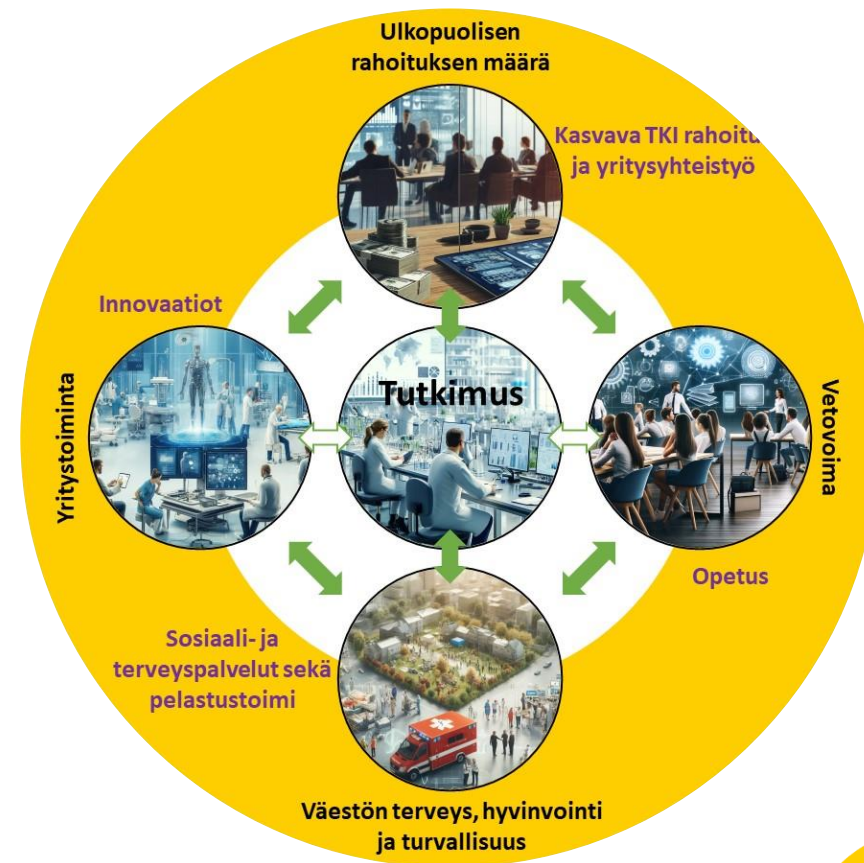 Ulkopuolisen
rahoituksen määrä
Kasvava TKI rahoitu
ja yritysyhteistyö
Innovaatiot
Yritystoiminta
Tutkimus
Vetovoima
Opetus
Sosiaali- ja
terveyspalvelut sekä
pelastustoimi
Väestön terveys, hyvinvointi
ja turvallisuus